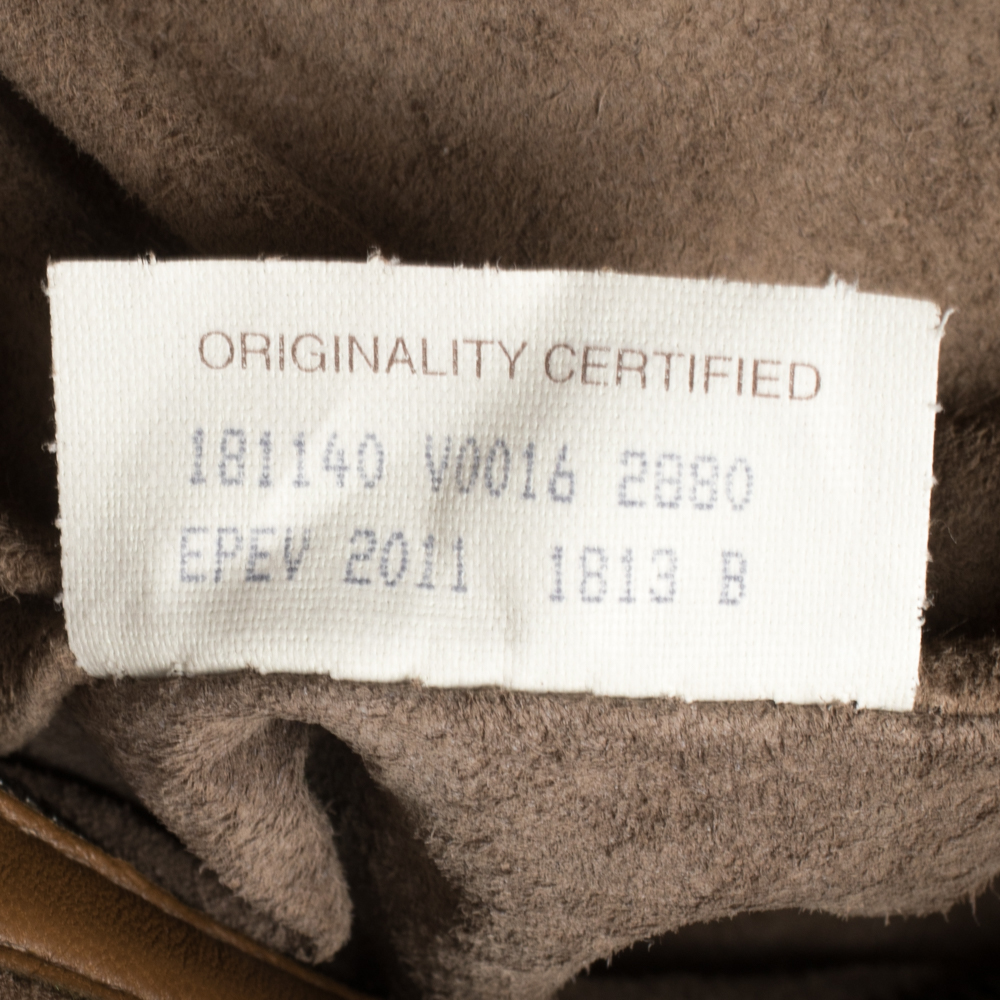 ORIGINALITY CERTIFIED
181140 V0016 2880
EPEV 2011 1813 B